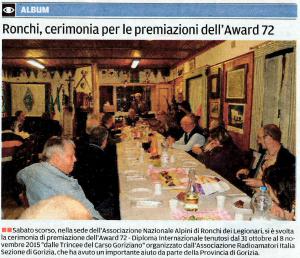 ALBUM
Ronchi, cerimonia per le premiazioni dell'Award 72
Sabato scorso, nella sede dell'Associazione Nazionale Alpini di Ronchi dei Legionari, si è svolta
la cerimonia di premiazione dell'Award 72 - Diploma Internazionale tenutosi dal 31 ottobre al 8 no-
vembre 2015 "dalle Trincee del Carso Goriziano" organizzato dall'Associazione Radioamatori Italia
Sezione di Gorizia, che ha avuto un importante aiuto da parte della Provincia di Gorizia.